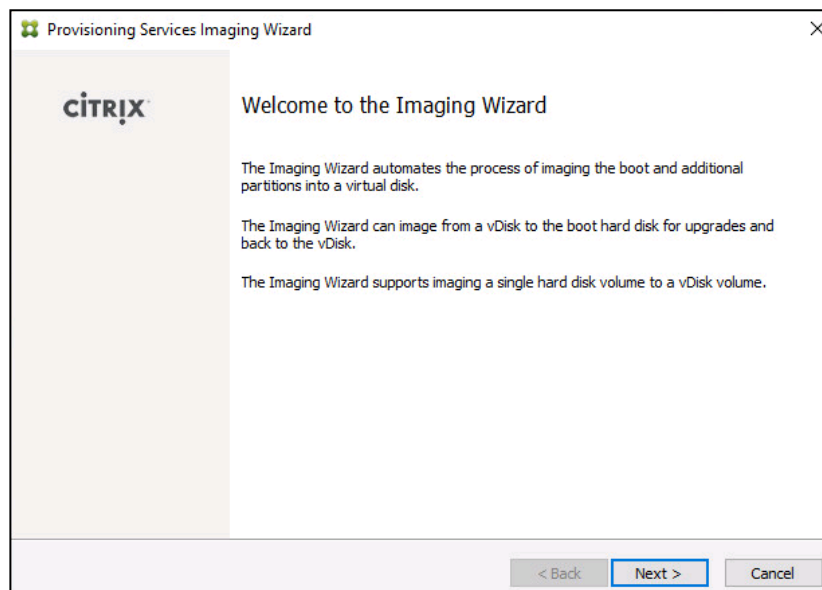 Provisioning Services Imaging Wizard
CİTRIX
Welcome to the Imaging Wizard
The Imaging Wizard automates the process of imaging the boot and additional
partitions into a virtual disk.
The Imaging Wizard can image from a vDisk to the boot hard disk for upgrades and
back to the vDisk.
The Imaging Wizard supports imaging a single hard disk volume to a vDisk volume.
< Back
Next >
Cancel